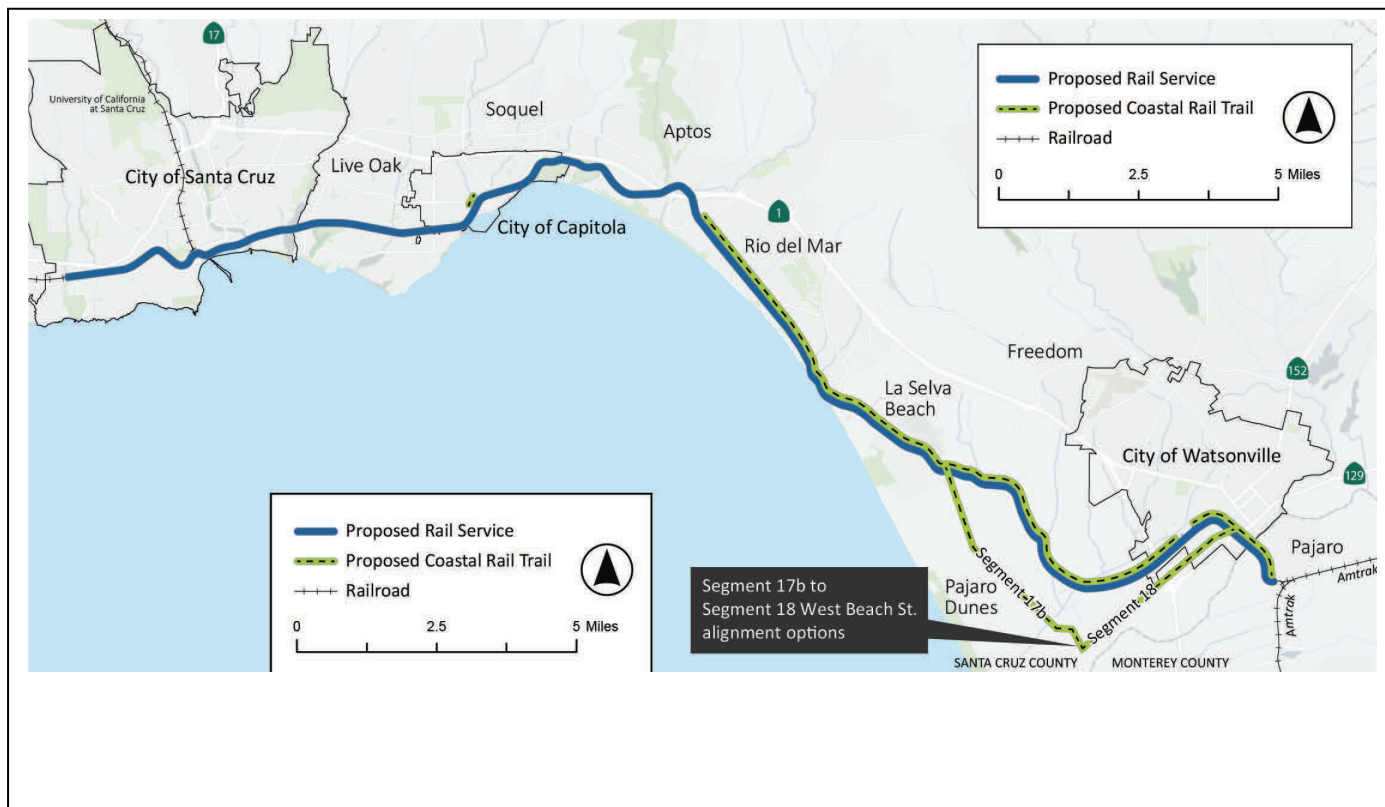 17
University of California
at Santa Cruz
City of Santa Cruz
Live Oak
Soquel
City of Capitola
Aptos
1
Rio del Mar
Proposed Rail Service
Proposed Coastal Rail Trail
Railroad
0 2.5 5 Miles
Freedom
152
La Selva
Beach
City of Watsonville
129
Pajaro
Amtrak
Amtrak
Pajaro
Dunes
Segment 17b
Segment 18
Segment 17b to
Segment 18 West Beach St.
alignment options
SANTA CRUZ COUNTY
MONTEREY COUNTY
Proposed Rail Service
Proposed Coastal Rail Trail
Railroad
0 2.5 5 Miles